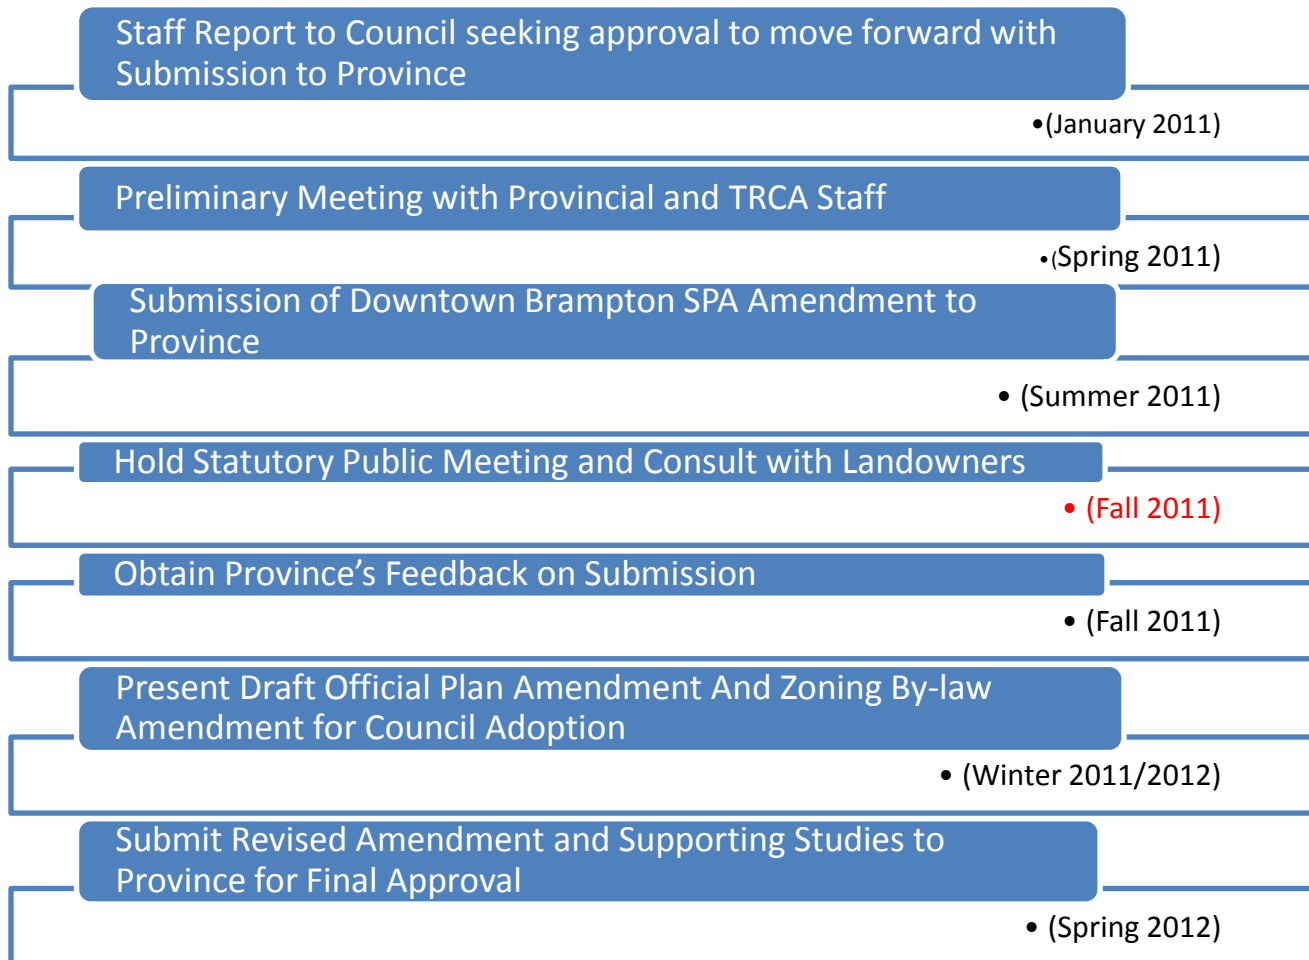 Staff Report to Council seeking approval to move forward with
Submission to Province
•(January 2011)
Preliminary Meeting with Provincial and TRCA Staff
•(Spring 2011)
Submission of Downtown Brampton SPA Amendment to
Province
• (Summer 2011)
Hold Statutory Public Meeting and Consult with Landowners
• (Fall 2011)
Obtain Province’s Feedback on Submission
• (Fall 2011)
Present Draft Official Plan Amendment And Zoning By-law
Amendment for Council Adoption
• (Winter 2011/2012)
Submit Revised Amendment and Supporting Studies to
Province for Final Approval
• (Spring 2012)